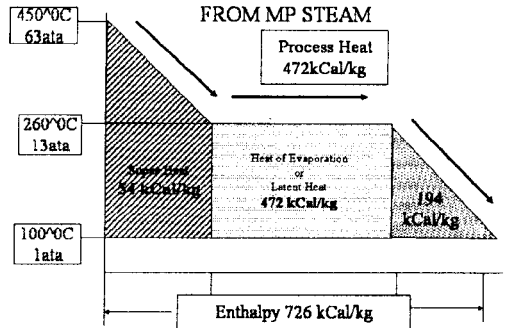 FROM MP STEAM
450^0C
63ata
Process Heat
472kCal/kg
260^0C
13ata
Super Heat
54 kCal/kg
Heat of Evaporation
or
Latent Heat
472 kCal/kg
194
kCal/kg
100^0C
1ata
Enthalpy 726 kCal/kg